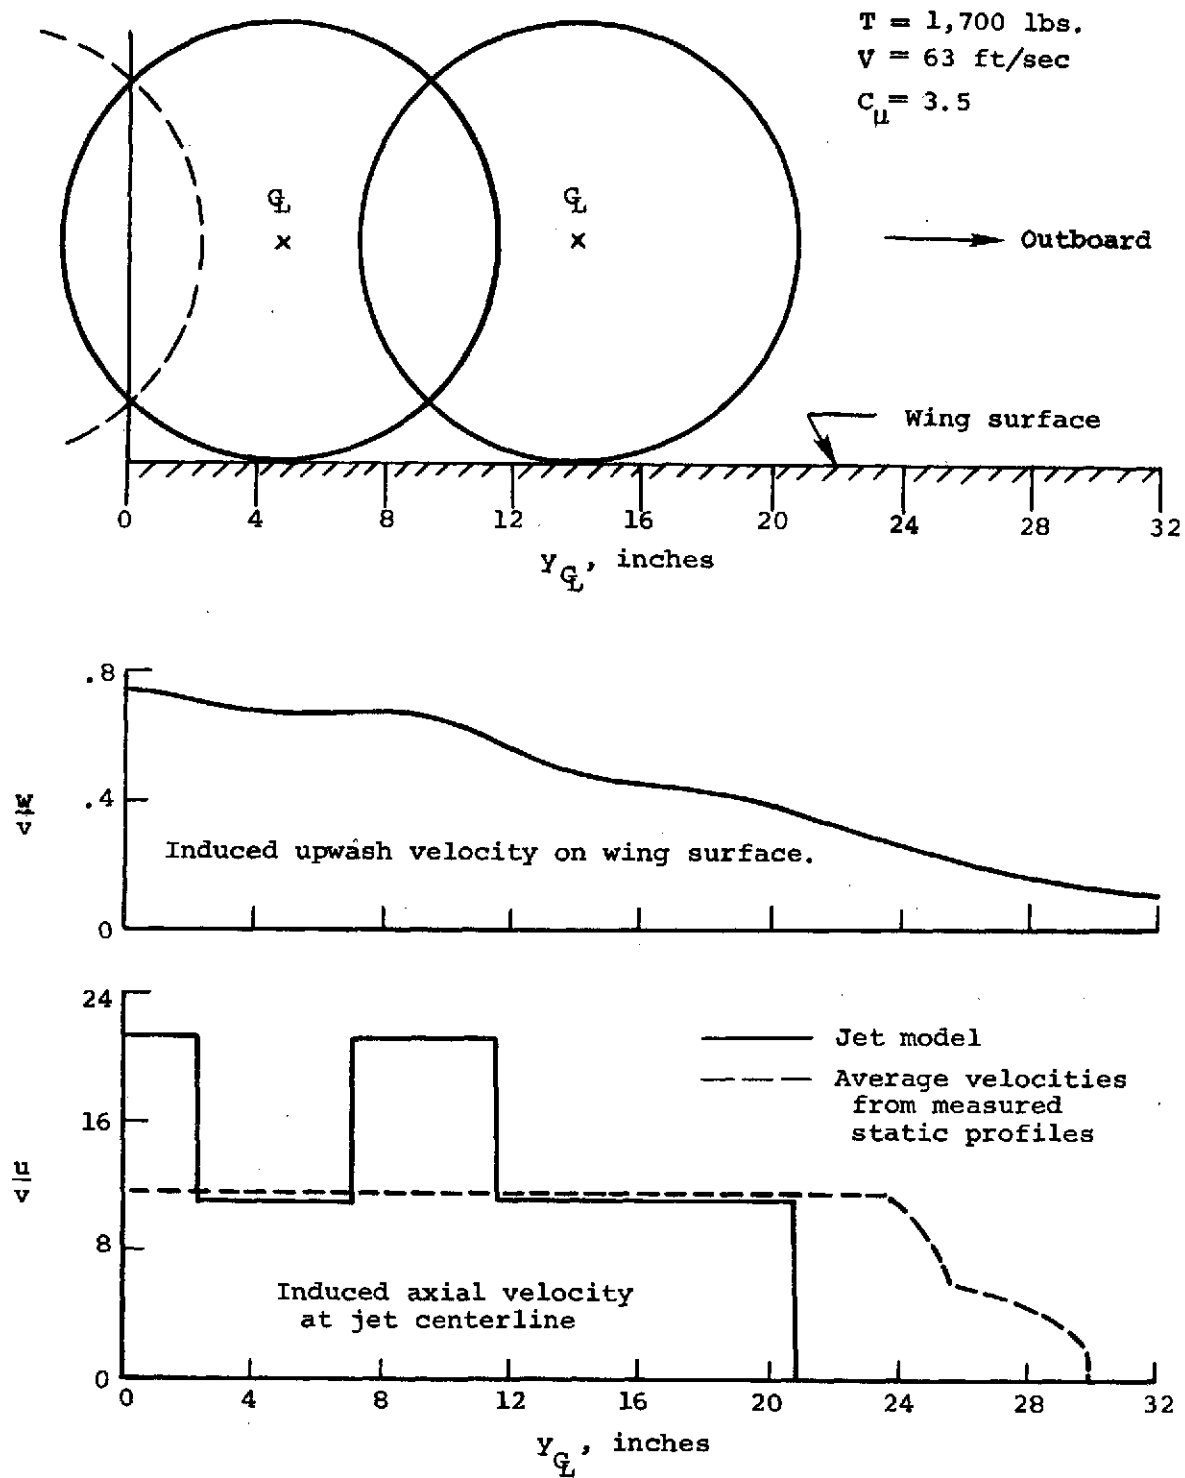 T = 1,700 lbs.
V = 63 ft/sec
Cμ = 3.5
℄
℄
×
×
Outboard
Wing surface
0 4 8 12 16 20 24 28 32
y℄, inches
.8
.4
0
w/v
Induced upwash velocity on wing surface.
24
16
8
0
u/v
Jet model
Average velocities
from measured
static profiles
Induced axial velocity
at jet centerline
0 4 8 12 16 20 24 28 32
y℄, inches